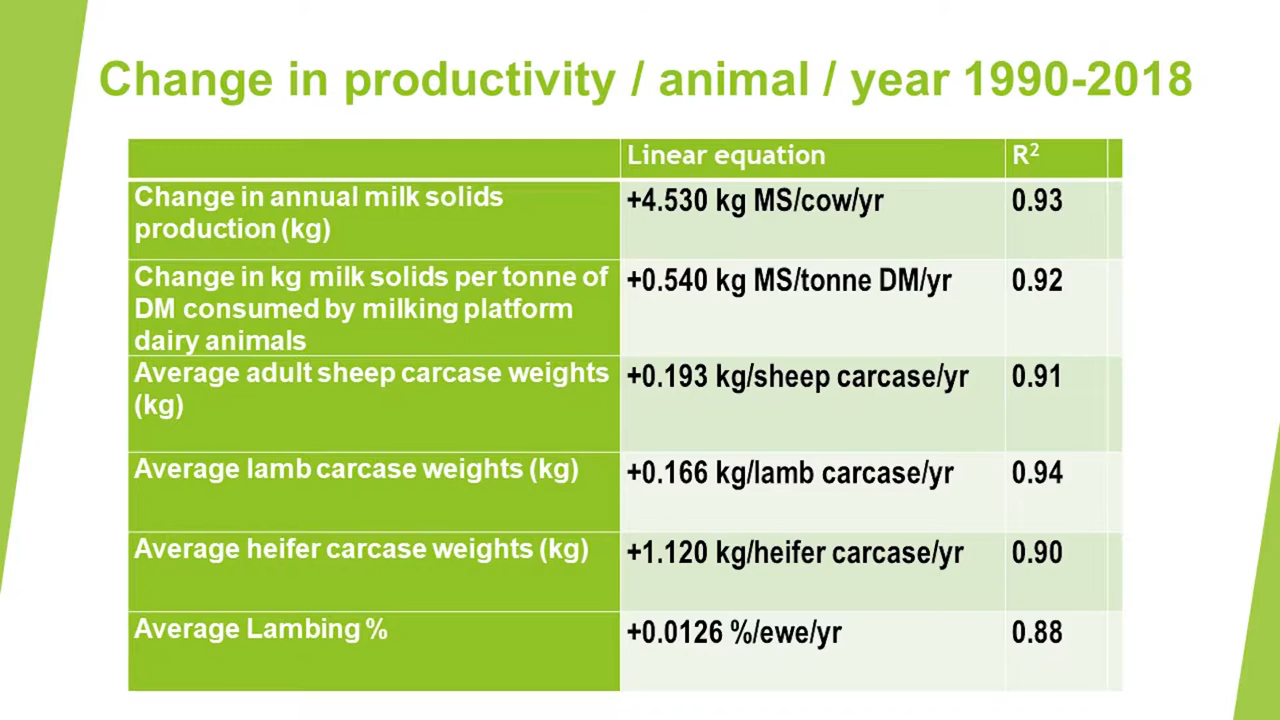 Change in productivity / animal / year 1990-2018
Linear equation
R²
Change in annual milk solids
production (kg)
+4.530 kg MS/cow/yr
0.93
Change in kg milk solids per tonne of
DM consumed by milking platform
dairy animals
+0.540 kg MS/tonne DM/yr
0.92
Average adult sheep carcase weights
(kg)
+0.193 kg/sheep carcase/yr
0.91
Average lamb carcase weights (kg)
+0.166 kg/lamb carcase/yr
0.94
Average heifer carcase weights (kg)
+1.120 kg/heifer carcase/yr
0.90
Average Lambing %
+0.0126 %/ewe/yr
0.88